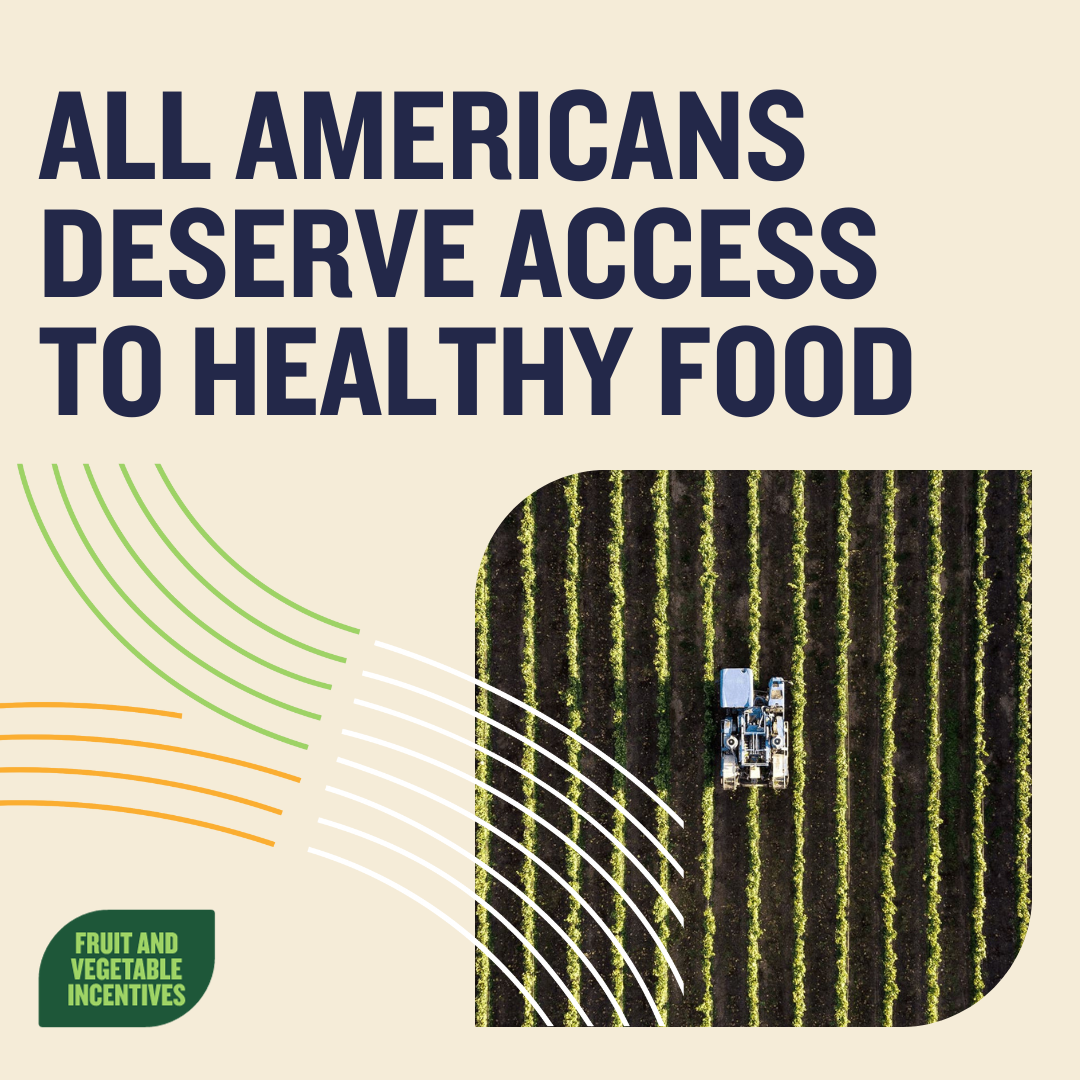 ALL AMERICANS
DESERVE ACCESS
TO HEALTHY FOOD
FRUIT AND
VEGETABLE
INCENTIVES